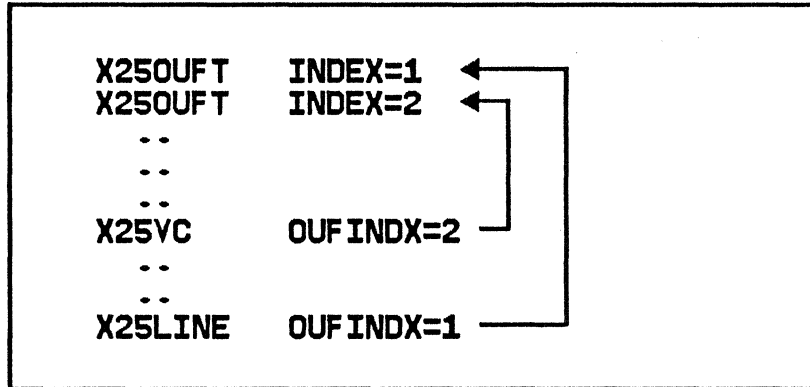 X25OUFT INDEX=1
X25OUFT INDEX=2
--
--
--
X25VC OUFINDX=2
--
--
X25LINE OUFINDX=1